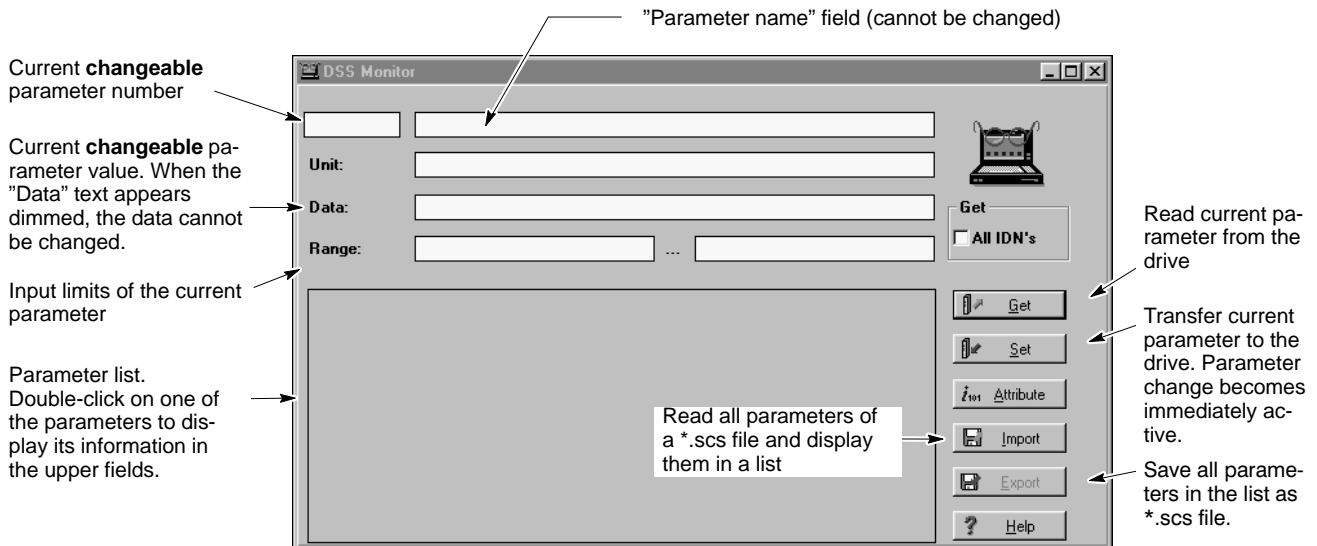 ”Parameter name” field (cannot be changed)
Current changeable
parameter number
Current changeable pa-
rameter value. When the
”Data” text appears
dimmed, the data cannot
be changed.
Input limits of the current
parameter
Parameter list.
Double-click on one of
the parameters to dis-
play its information in
the upper fields.
DSS Monitor
Unit:
Data:
Range:
...
Get
All IDN's
Get
Set
i101 Attribute
Import
Export
? Help
Read all parameters of
a *.scs file and display
them in a list
Read current pa-
rameter from the
drive
Transfer current
parameter to the
drive. Parameter
change becomes
immediately ac-
tive.
Save all parame-
ters in the list as
*.scs file.